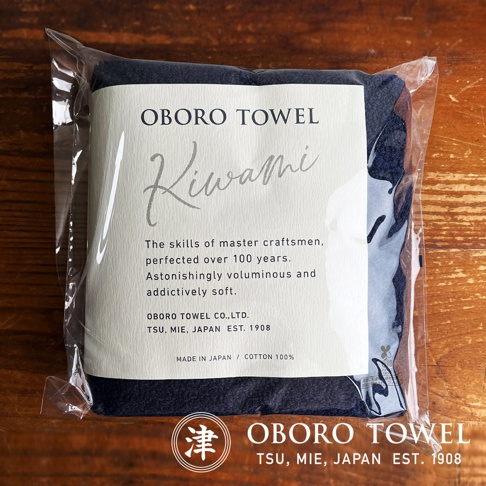 OBORO TOWEL
Kiwami
The skills of master craftsmen,
perfected over 100 years.
Astonishingly voluminous and
addictively soft.
OBORO TOWEL CO.,LTD.
TSU, MIE, JAPAN EST. 1908
MADE IN JAPAN / COTTON 100%
津
OBORO TOWEL
TSU, MIE, JAPAN EST. 1908